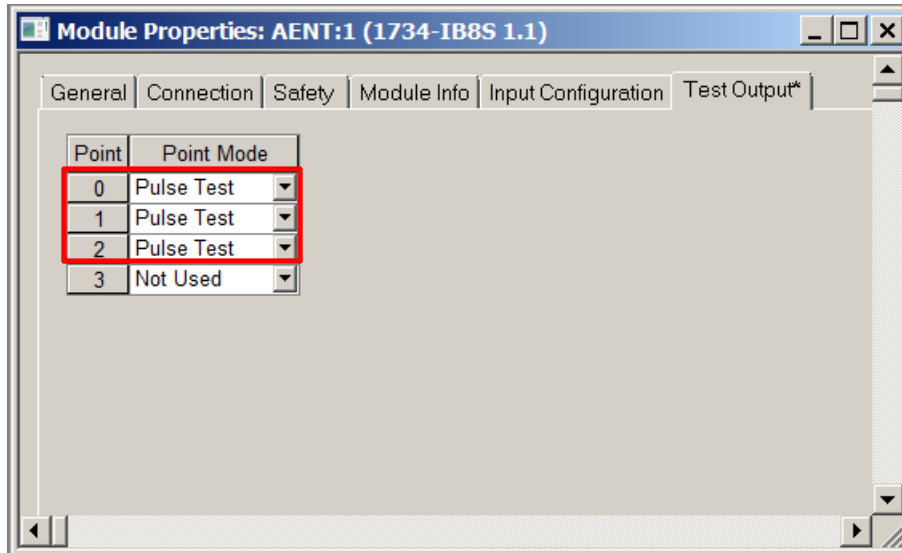 Module Properties: AENT:1 (1734-IB8S 1.1)
General Connection Safety Module Info Input Configuration Test Output*
Point Point Mode
0 Pulse Test
1 Pulse Test
2 Pulse Test
3 Not Used